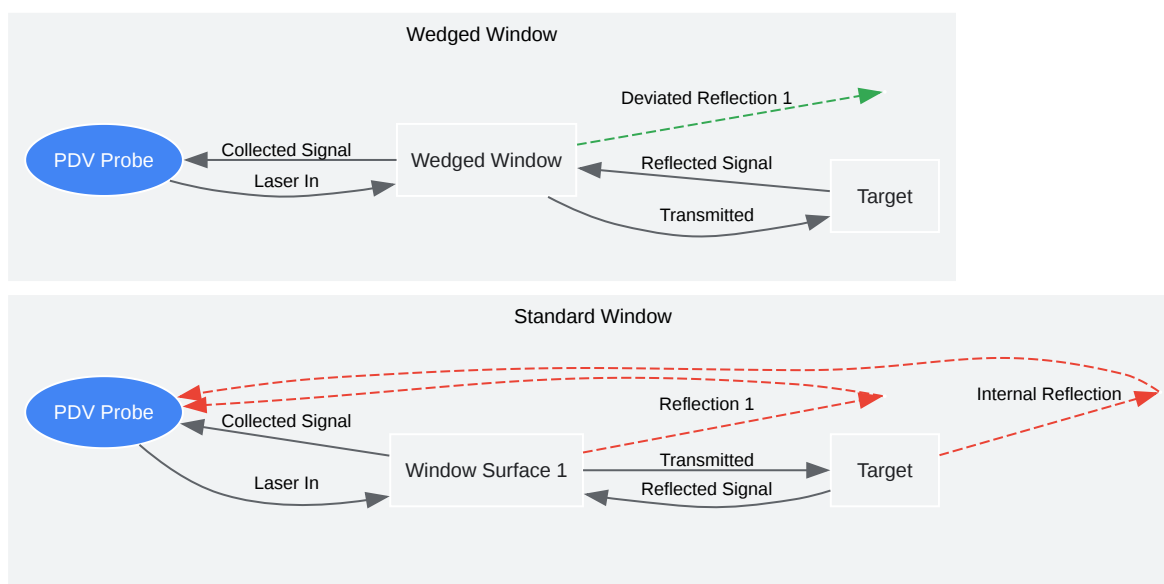 Wedged Window
Deviated Reflection 1
PDV Probe
Collected Signal
Wedged Window
Reflected Signal
Laser In
Target
Transmitted
Standard Window
Internal Reflection
Reflection 1
PDV Probe
Collected Signal
Transmitted
Window Surface 1
Target
Laser In
Reflected Signal